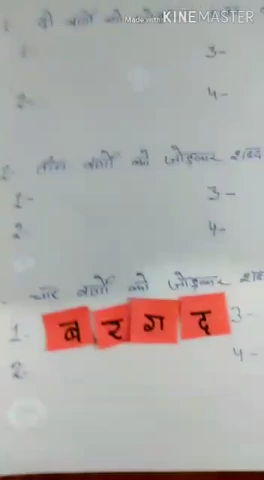 Made with KINEMASTER
1 दो वर्णों को
3-
2- 4-
2- तीन वर्णों को जोड़कर शब्द
1- 3-
2- 4-
चार वर्णों को जोड़कर शब्द
1. ब र ग द 3-
2- 4-